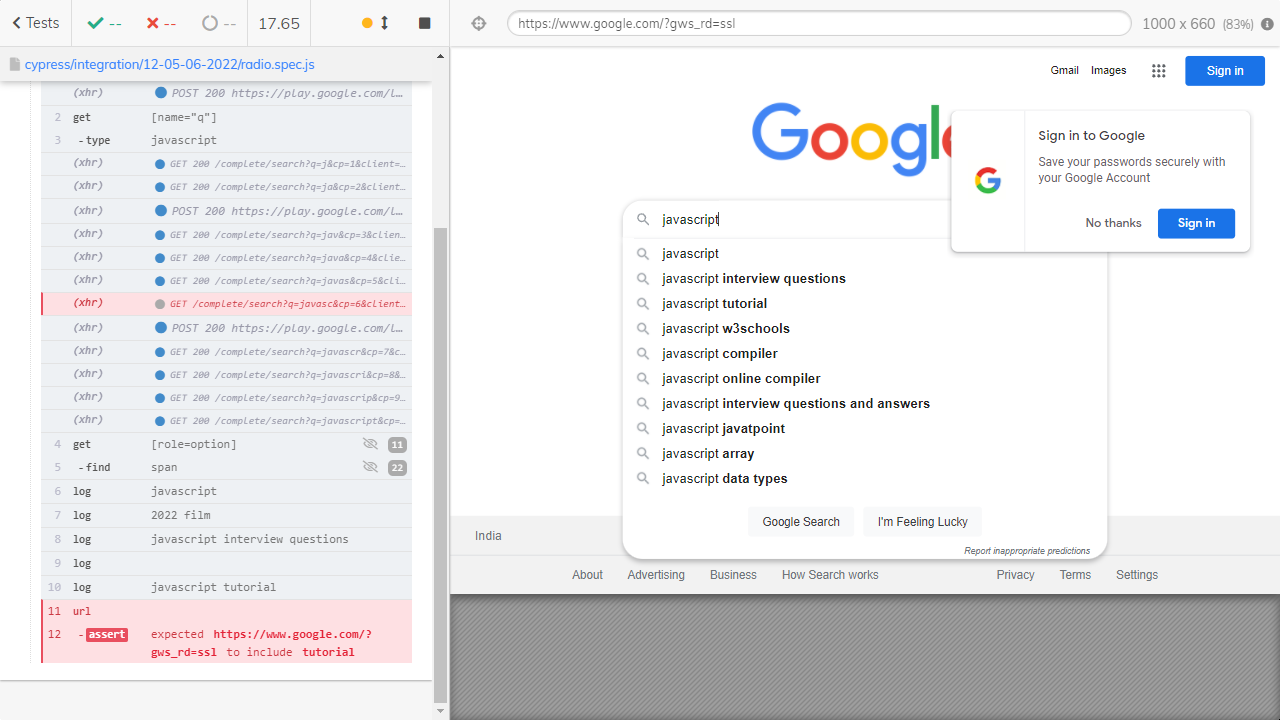 Tests
--
--
--
17.65
https://www.google.com/?gws_rd=ssl
1000 x 660 (83%)
cypress/integration/12-05-06-2022/radio.spec.js
(xhr) POST 200 https://play.google.com/l…
2 get [name="q"]
3 -type javascript
(xhr) GET 200 /complete/search?q=j&cp=1&client=…
(xhr) GET 200 /complete/search?q=ja&cp=2&client…
(xhr) POST 200 https://play.google.com/l…
(xhr) GET 200 /complete/search?q=jav&cp=3&client…
(xhr) GET 200 /complete/search?q=java&cp=4&clie…
(xhr) GET 200 /complete/search?q=javas&cp=5&cli…
(xhr) GET /complete/search?q=javasc&cp=6&client…
(xhr) POST 200 https://play.google.com/l…
(xhr) GET 200 /complete/search?q=javascr&cp=7&c…
(xhr) GET 200 /complete/search?q=javascri&cp=8&…
(xhr) GET 200 /complete/search?q=javascrip&cp=9…
(xhr) GET 200 /complete/search?q=javascript&cp=…
4 get [role=option] 11
5 -find span 22
6 log javascript
7 log 2022 film
8 log javascript interview questions
9 log
10 log javascript tutorial
11 url
12 -assert expected https://www.google.com/?
gws_rd=ssl to include tutorial
Gmail Images Sign in
Google
Sign in to Google
Save your passwords securely with
your Google Account
No thanks Sign in
javascript
javascript
javascript interview questions
javascript tutorial
javascript w3schools
javascript compiler
javascript online compiler
javascript interview questions and answers
javascript javatpoint
javascript array
javascript data types
Google Search I'm Feeling Lucky
Report inappropriate predictions
India
About Advertising Business How Search works Privacy Terms Settings